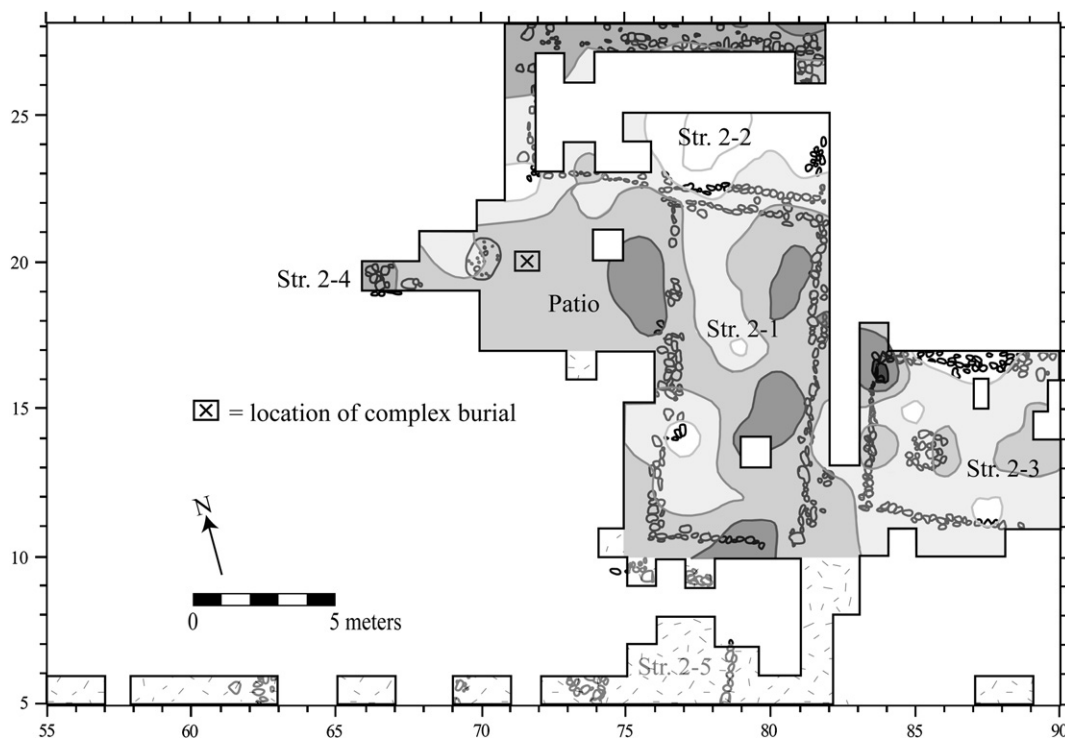 25
20
15
10
5
55
60
65
70
75
80
85
90
Str. 2-2
Str. 2-4
Patio
Str. 2-1
= location of complex burial
Str. 2-3
N
0
5 meters
Str. 2-5